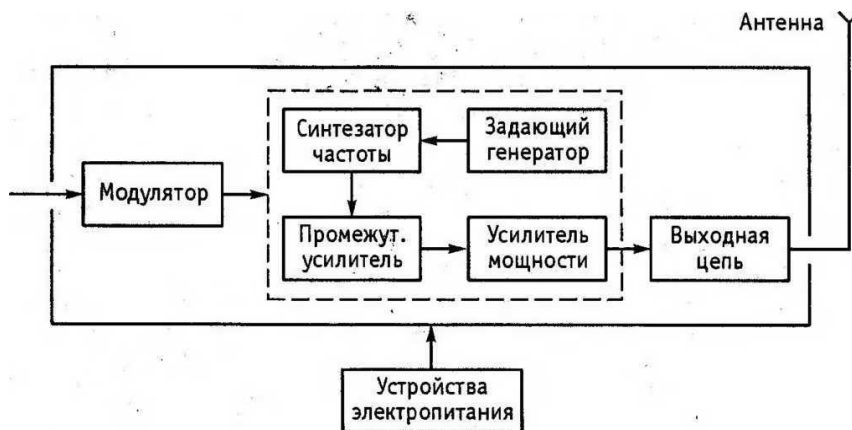 Антенна
Синтезатор
частоты
Задающий
генератор
Модулятор
Промежут.
усилитель
Усилитель
мощности
Выходная
цепь
Устройства
электропитания